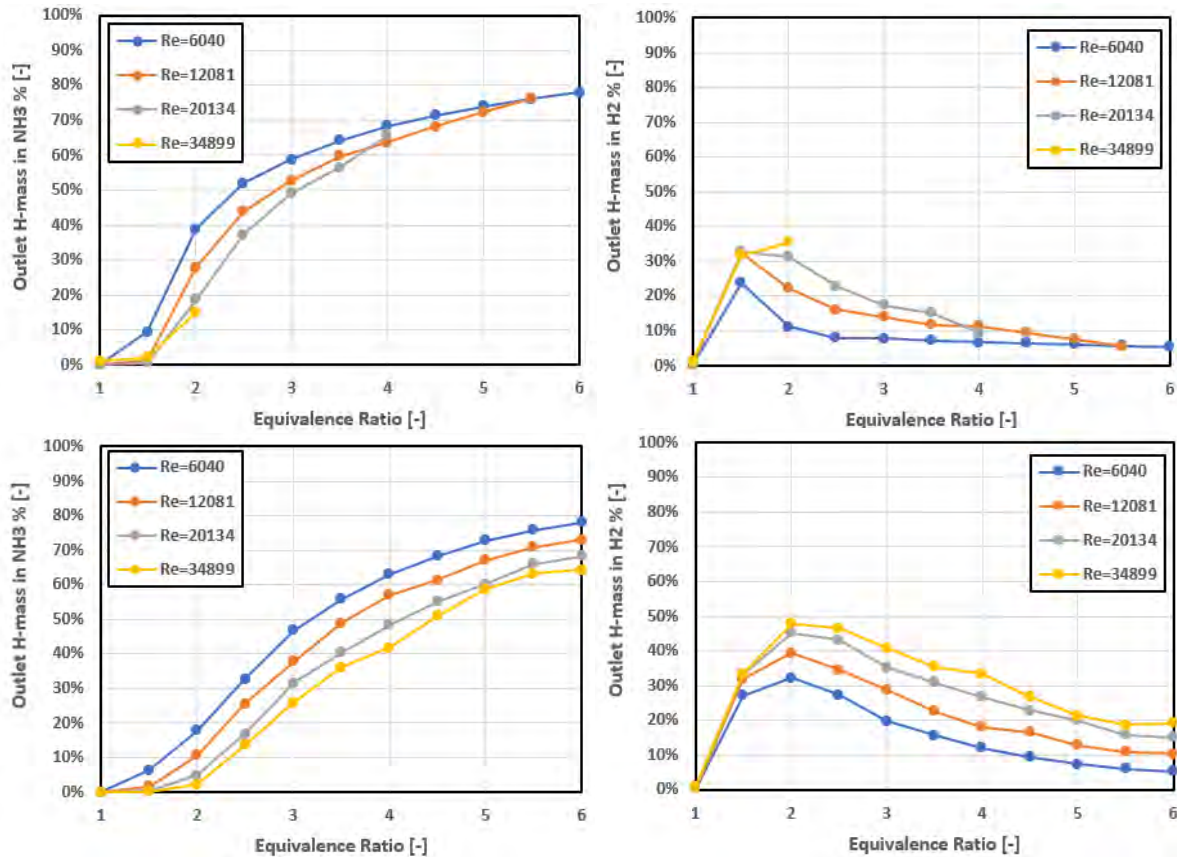 100%
90%
80%
70%
60%
50%
40%
30%
20%
10%
0%
Outlet H-mass in NH3 % [-]
Re=6040
Re=12081
Re=20134
Re=34899
1 2 3 4 5 6
Equivalence Ratio [-]
100%
90%
80%
70%
60%
50%
40%
30%
20%
10%
0%
Outlet H-mass in H2 % [-]
Re=6040
Re=12081
Re=20134
Re=34899
1 2 3 4 5 6
Equivalence Ratio [-]
100%
90%
80%
70%
60%
50%
40%
30%
20%
10%
0%
Outlet H-mass in NH3 % [-]
Re=6040
Re=12081
Re=20134
Re=34899
1 2 3 4 5 6
Equivalence Ratio [-]
100%
90%
80%
70%
60%
50%
40%
30%
20%
10%
0%
Outlet H-mass in H2 % [-]
Re=6040
Re=12081
Re=20134
Re=34899
1 2 3 4 5 6
Equivalence Ratio [-]